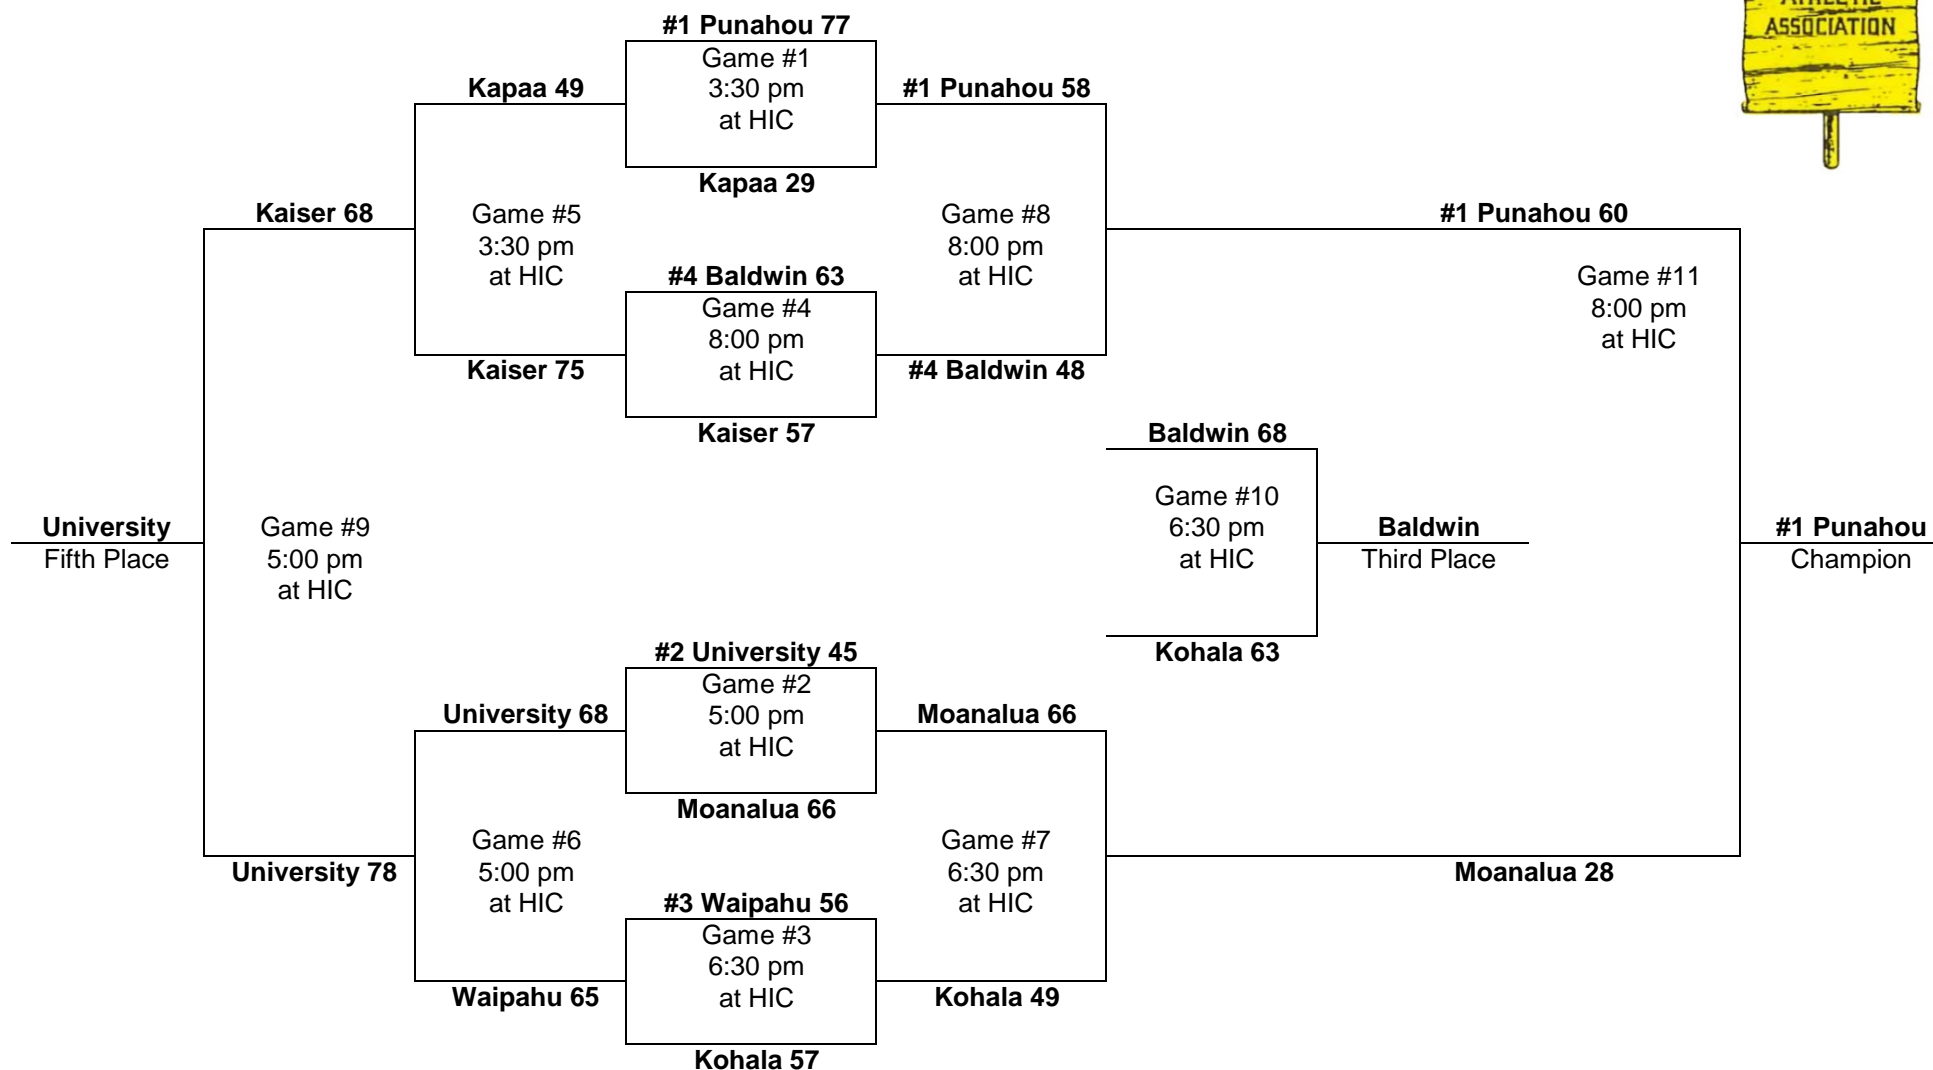 ATHLETIC
ASSOCIATION
#1 Punahou 77
Game #1
3:30 pm
at HIC
Kapaa 29
Kapaa 49
#1 Punahou 58
Kaiser 68
Game #5
3:30 pm
at HIC
Game #8
8:00 pm
at HIC
#1 Punahou 60
#4 Baldwin 63
Game #4
8:00 pm
at HIC
Kaiser 57
Game #11
8:00 pm
at HIC
Kaiser 75
#4 Baldwin 48
Baldwin 68
Game #10
6:30 pm
at HIC
Kohala 63
University
Fifth Place
Game #9
5:00 pm
at HIC
Baldwin
Third Place
#1 Punahou
Champion
#2 University 45
Game #2
5:00 pm
at HIC
Moanalua 66
University 68
Moanalua 66
Game #6
5:00 pm
at HIC
Game #7
6:30 pm
at HIC
University 78
Moanalua 28
#3 Waipahu 56
Game #3
6:30 pm
at HIC
Kohala 57
Waipahu 65
Kohala 49